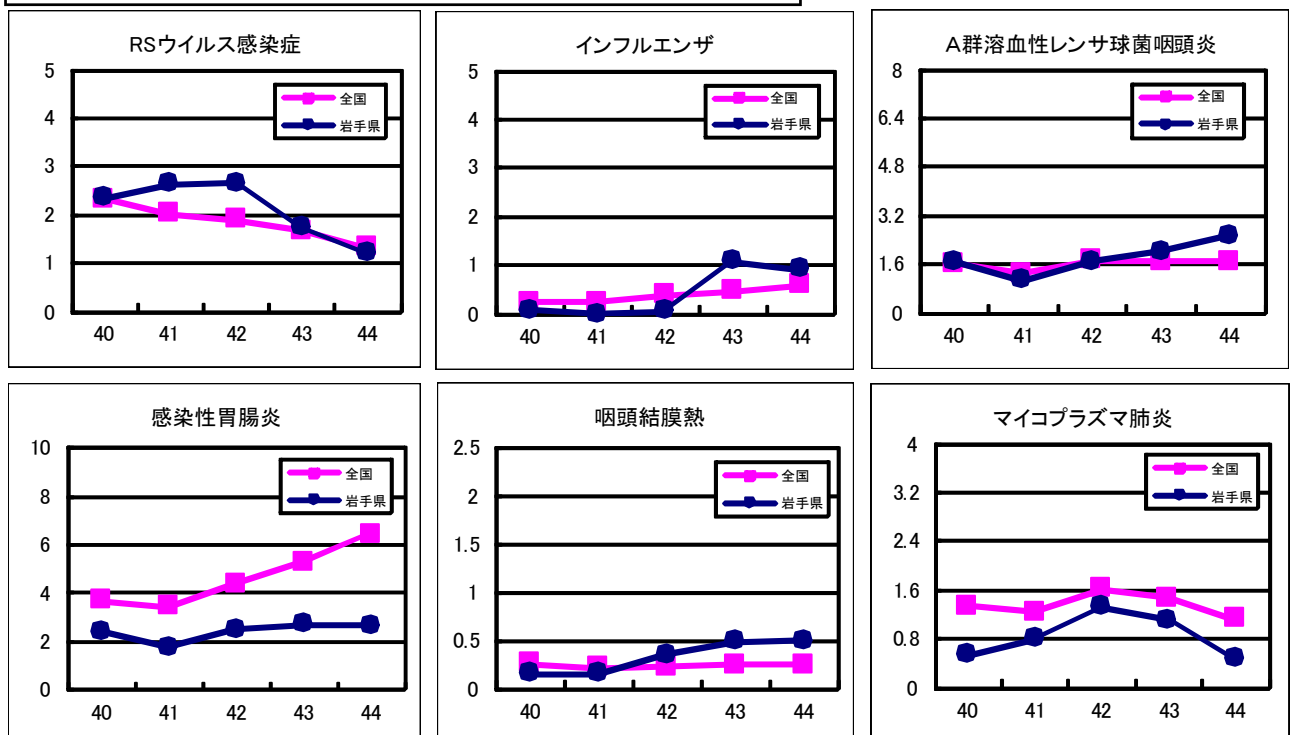 RSウイルス感染症
5
4
3
2
1
0
全国
岩手県
40 41 42 43 44
インフルエンザ
5
4
3
2
1
0
全国
岩手県
40 41 42 43 44
A群溶血性レンサ球菌咽頭炎
8
6.4
4.8
3.2
1.6
0
全国
岩手県
40 41 42 43 44
感染性胃腸炎
10
8
6
4
2
0
全国
岩手県
40 41 42 43 44
咽頭結膜熱
2.5
2
1.5
1
0.5
0
全国
岩手県
40 41 42 43 44
マイコプラズマ肺炎
4
3.2
2.4
1.6
0.8
0
全国
岩手県
40 41 42 43 44